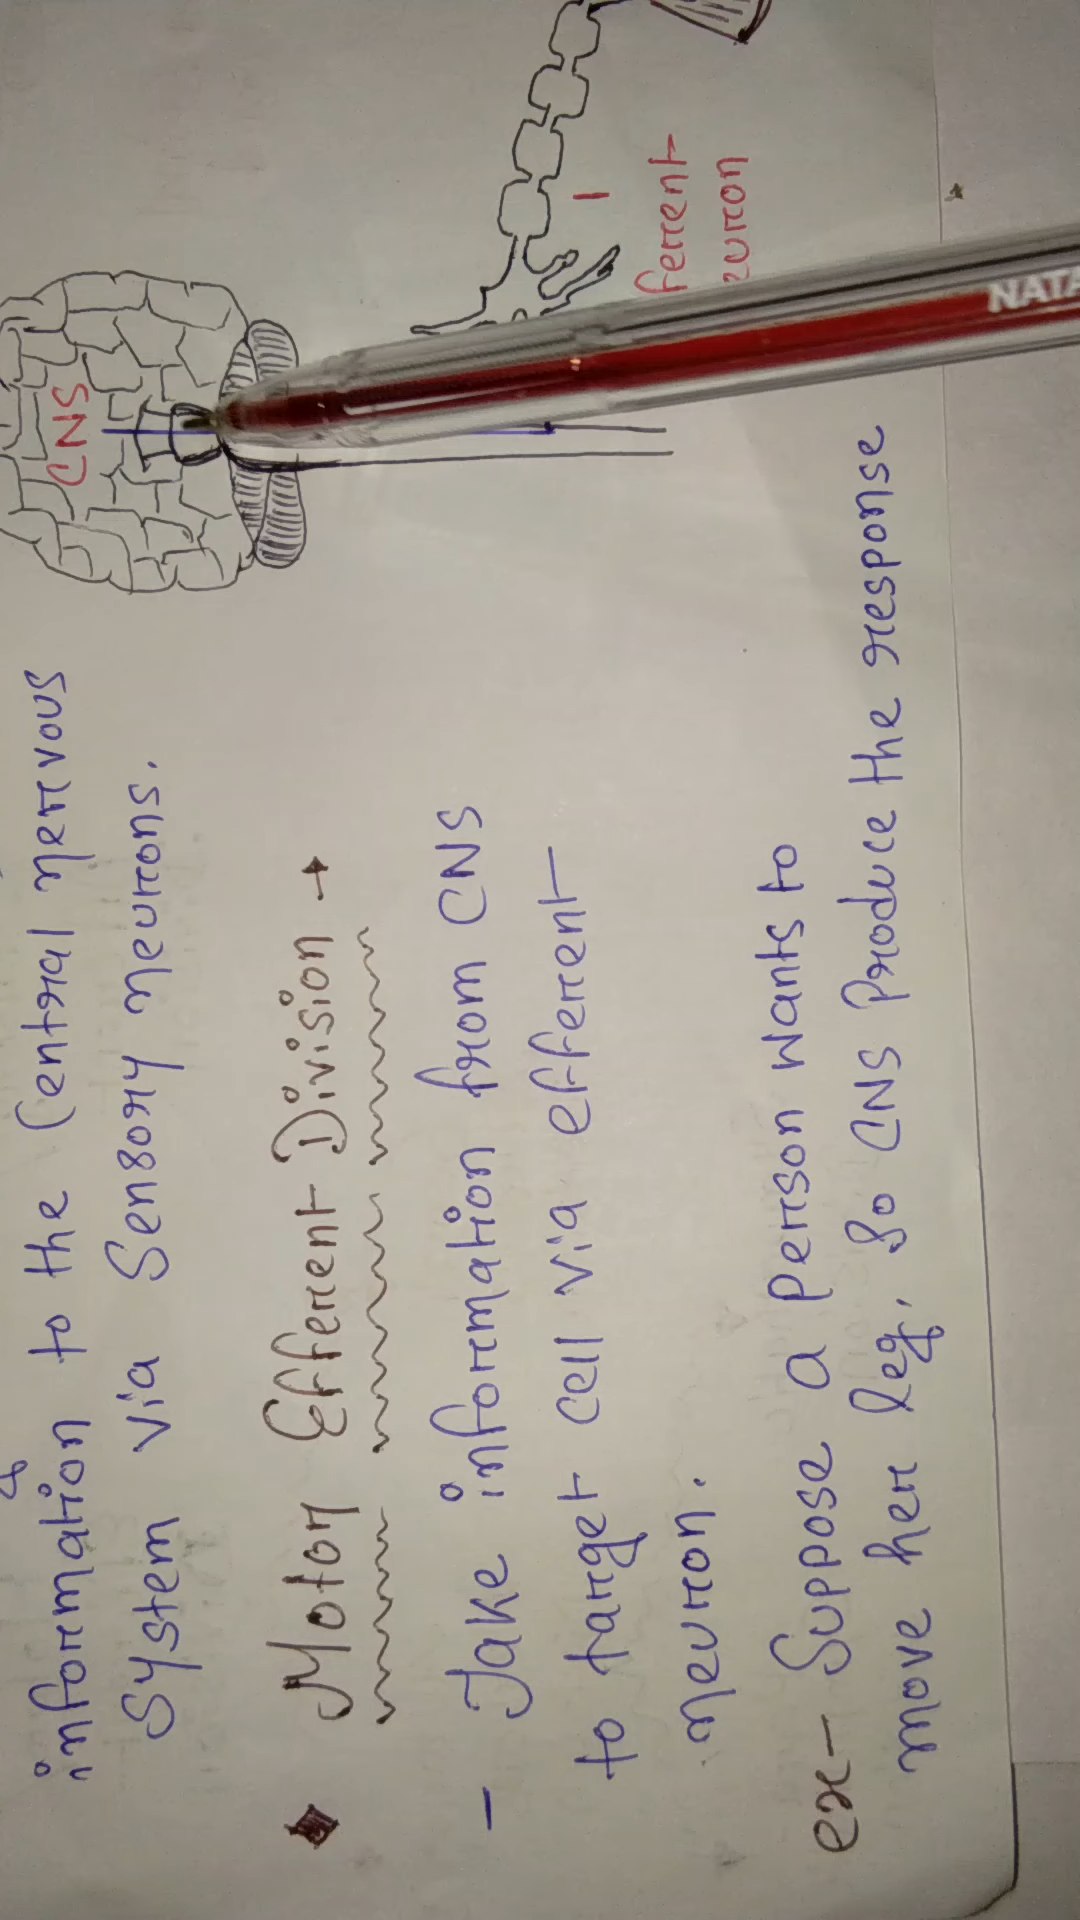 information to the Central nervous
System via Sensory neurons.
Motor Efferent Division →
- Take information from CNS
to target cell via efferent
neuron.
ex- Suppose a person wants to
move her leg. So CNS Produce the response
CNS
fferent
euron
NATA